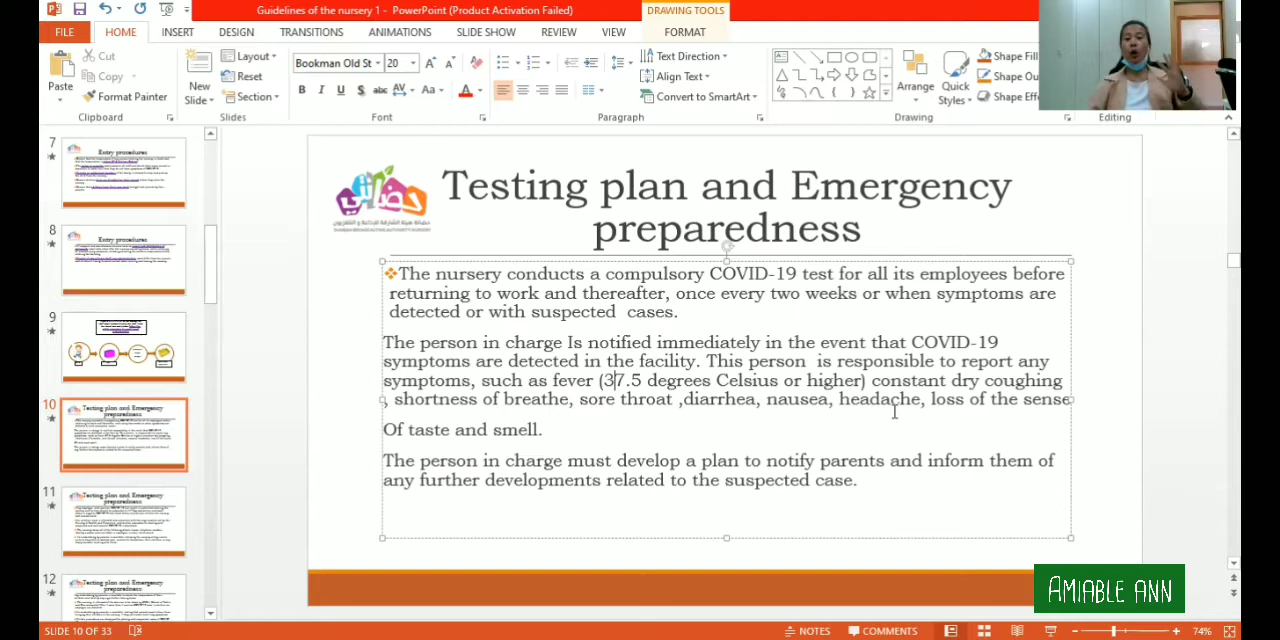 Guidelines of the nursery 1 - PowerPoint (Product Activation Failed)
DRAWING TOOLS
FILE HOME INSERT DESIGN TRANSITIONS ANIMATIONS SLIDE SHOW REVIEW VIEW FORMAT
Paste
Cut
Copy
Format Painter
Clipboard
New Slide
Layout
Reset
Section
Slides
Bookman Old St 20
B I U S abc AV Aa A
Font
Text Direction
Align Text
Convert to SmartArt
Paragraph
Arrange
Quick Styles
Shape Fill
Shape Ou
Shape Effe
Drawing
Editing
7
Entry procedures
8
Entry procedures
9
10
Testing plan and Emergency
preparedness
11
Testing plan and Emergency
preparedness
12
Testing plan and Emergency
preparedness
حضانتي
Testing plan and Emergency
preparedness
❖The nursery conducts a compulsory COVID-19 test for all its employees before
returning to work and thereafter, once every two weeks or when symptoms are
detected or with suspected cases.
The person in charge Is notified immediately in the event that COVID-19
symptoms are detected in the facility. This person is responsible to report any
symptoms, such as fever (37.5 degrees Celsius or higher) constant dry coughing
, shortness of breathe, sore throat ,diarrhea, nausea, headache, loss of the sense
Of taste and smell.
The person in charge must develop a plan to notify parents and inform them of
any further developments related to the suspected case.
AMIABLE ANN
SLIDE 10 OF 33
NOTES
COMMENTS
74%